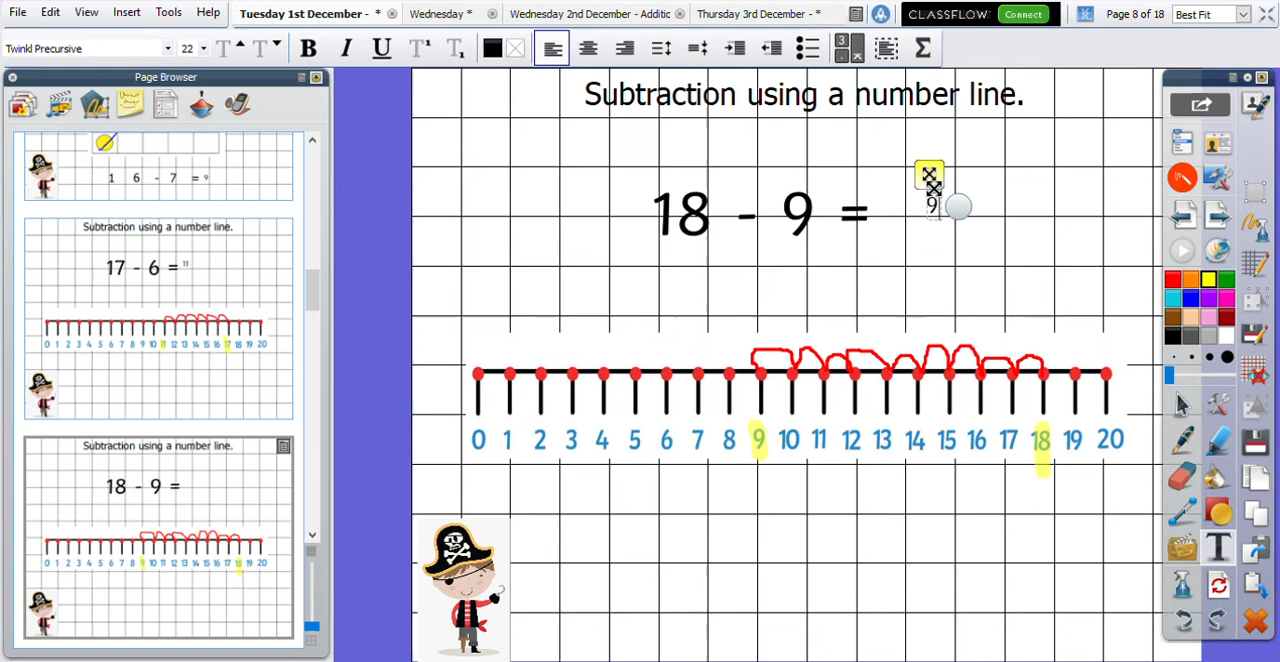 File Edit View Insert Tools Help
Tuesday 1st December - * Wednesday * Wednesday 2nd December - Additic Thursday 3rd December - *
CLASSFLOW Connect
Page 8 of 18 Best Fit
Twinkl Precursive 22 T T B I U T¹ T₁ 3 Σ
Page Browser
1 6 - 7 = 9
Subtraction using a number line.
17 - 6 = 11
0 1 2 3 4 5 6 7 8 9 10 11 12 13 14 15 16 17 18 19 20
Subtraction using a number line.
18 - 9 =
0 1 2 3 4 5 6 7 8 9 10 11 12 13 14 15 16 17 18 19 20
Subtraction using a number line.
18 - 9 = 9
0 1 2 3 4 5 6 7 8 9 10 11 12 13 14 15 16 17 18 19 20
T